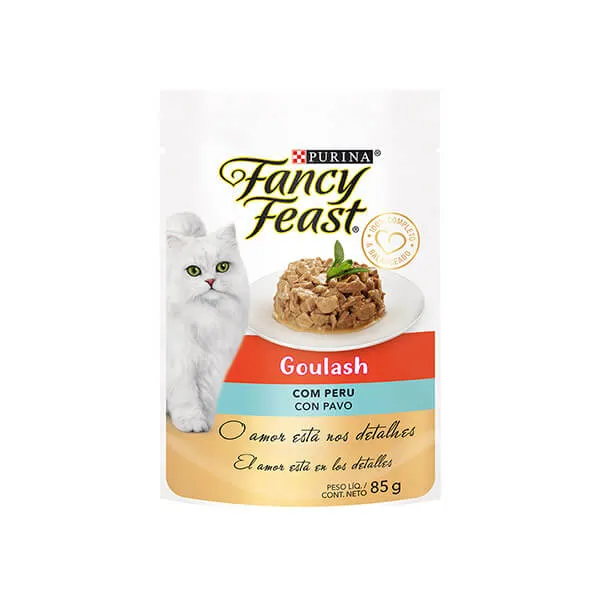 PURINA®
Fancy
Feast®
100% COMPLETO
& BALANCEADO
Goulash
COM PERU
CON PAVO
O amor está nos detalhes
El amor está en los detalles
PESO LÍQ./
CONT. NETO 85 g